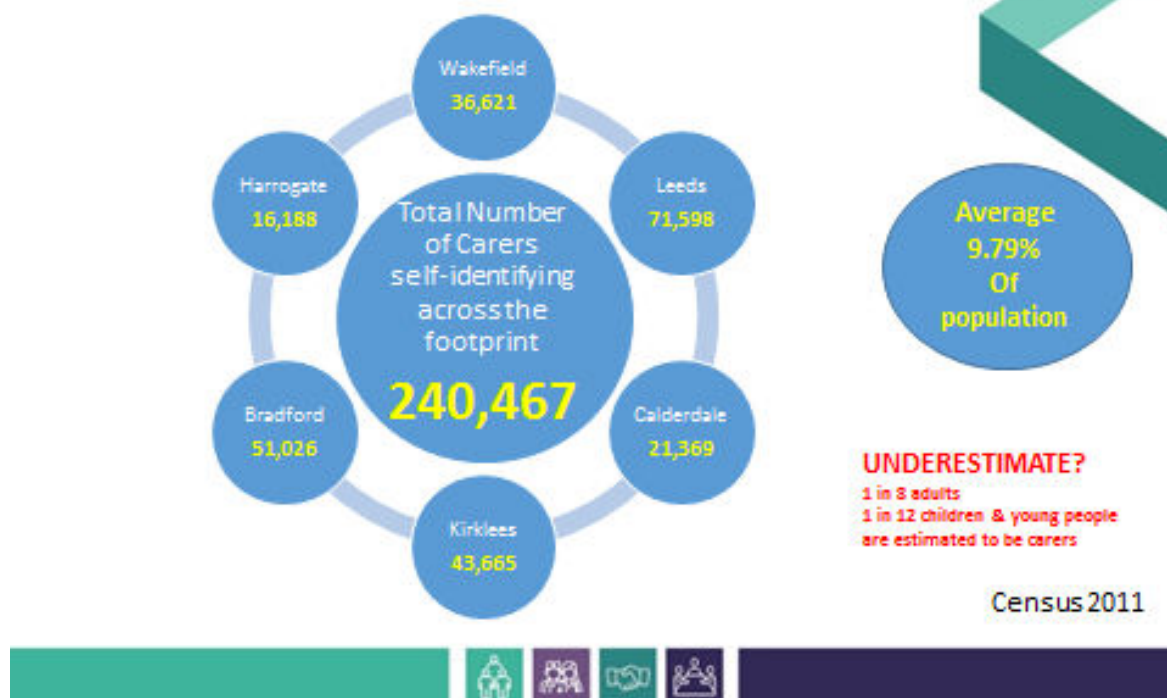 Wakefield
36,621
Harrogate
16,188
Leeds
71,598
Total Number
of Carers
self-identifying
across the
footprint
240,467
Bradford
51,026
Calderdale
21,369
Kirklees
43,665
Average
9.79%
Of
population
UNDERESTIMATE?
1 in 8 adults
1 in 12 children & young people
are estimated to be carers
Census 2011